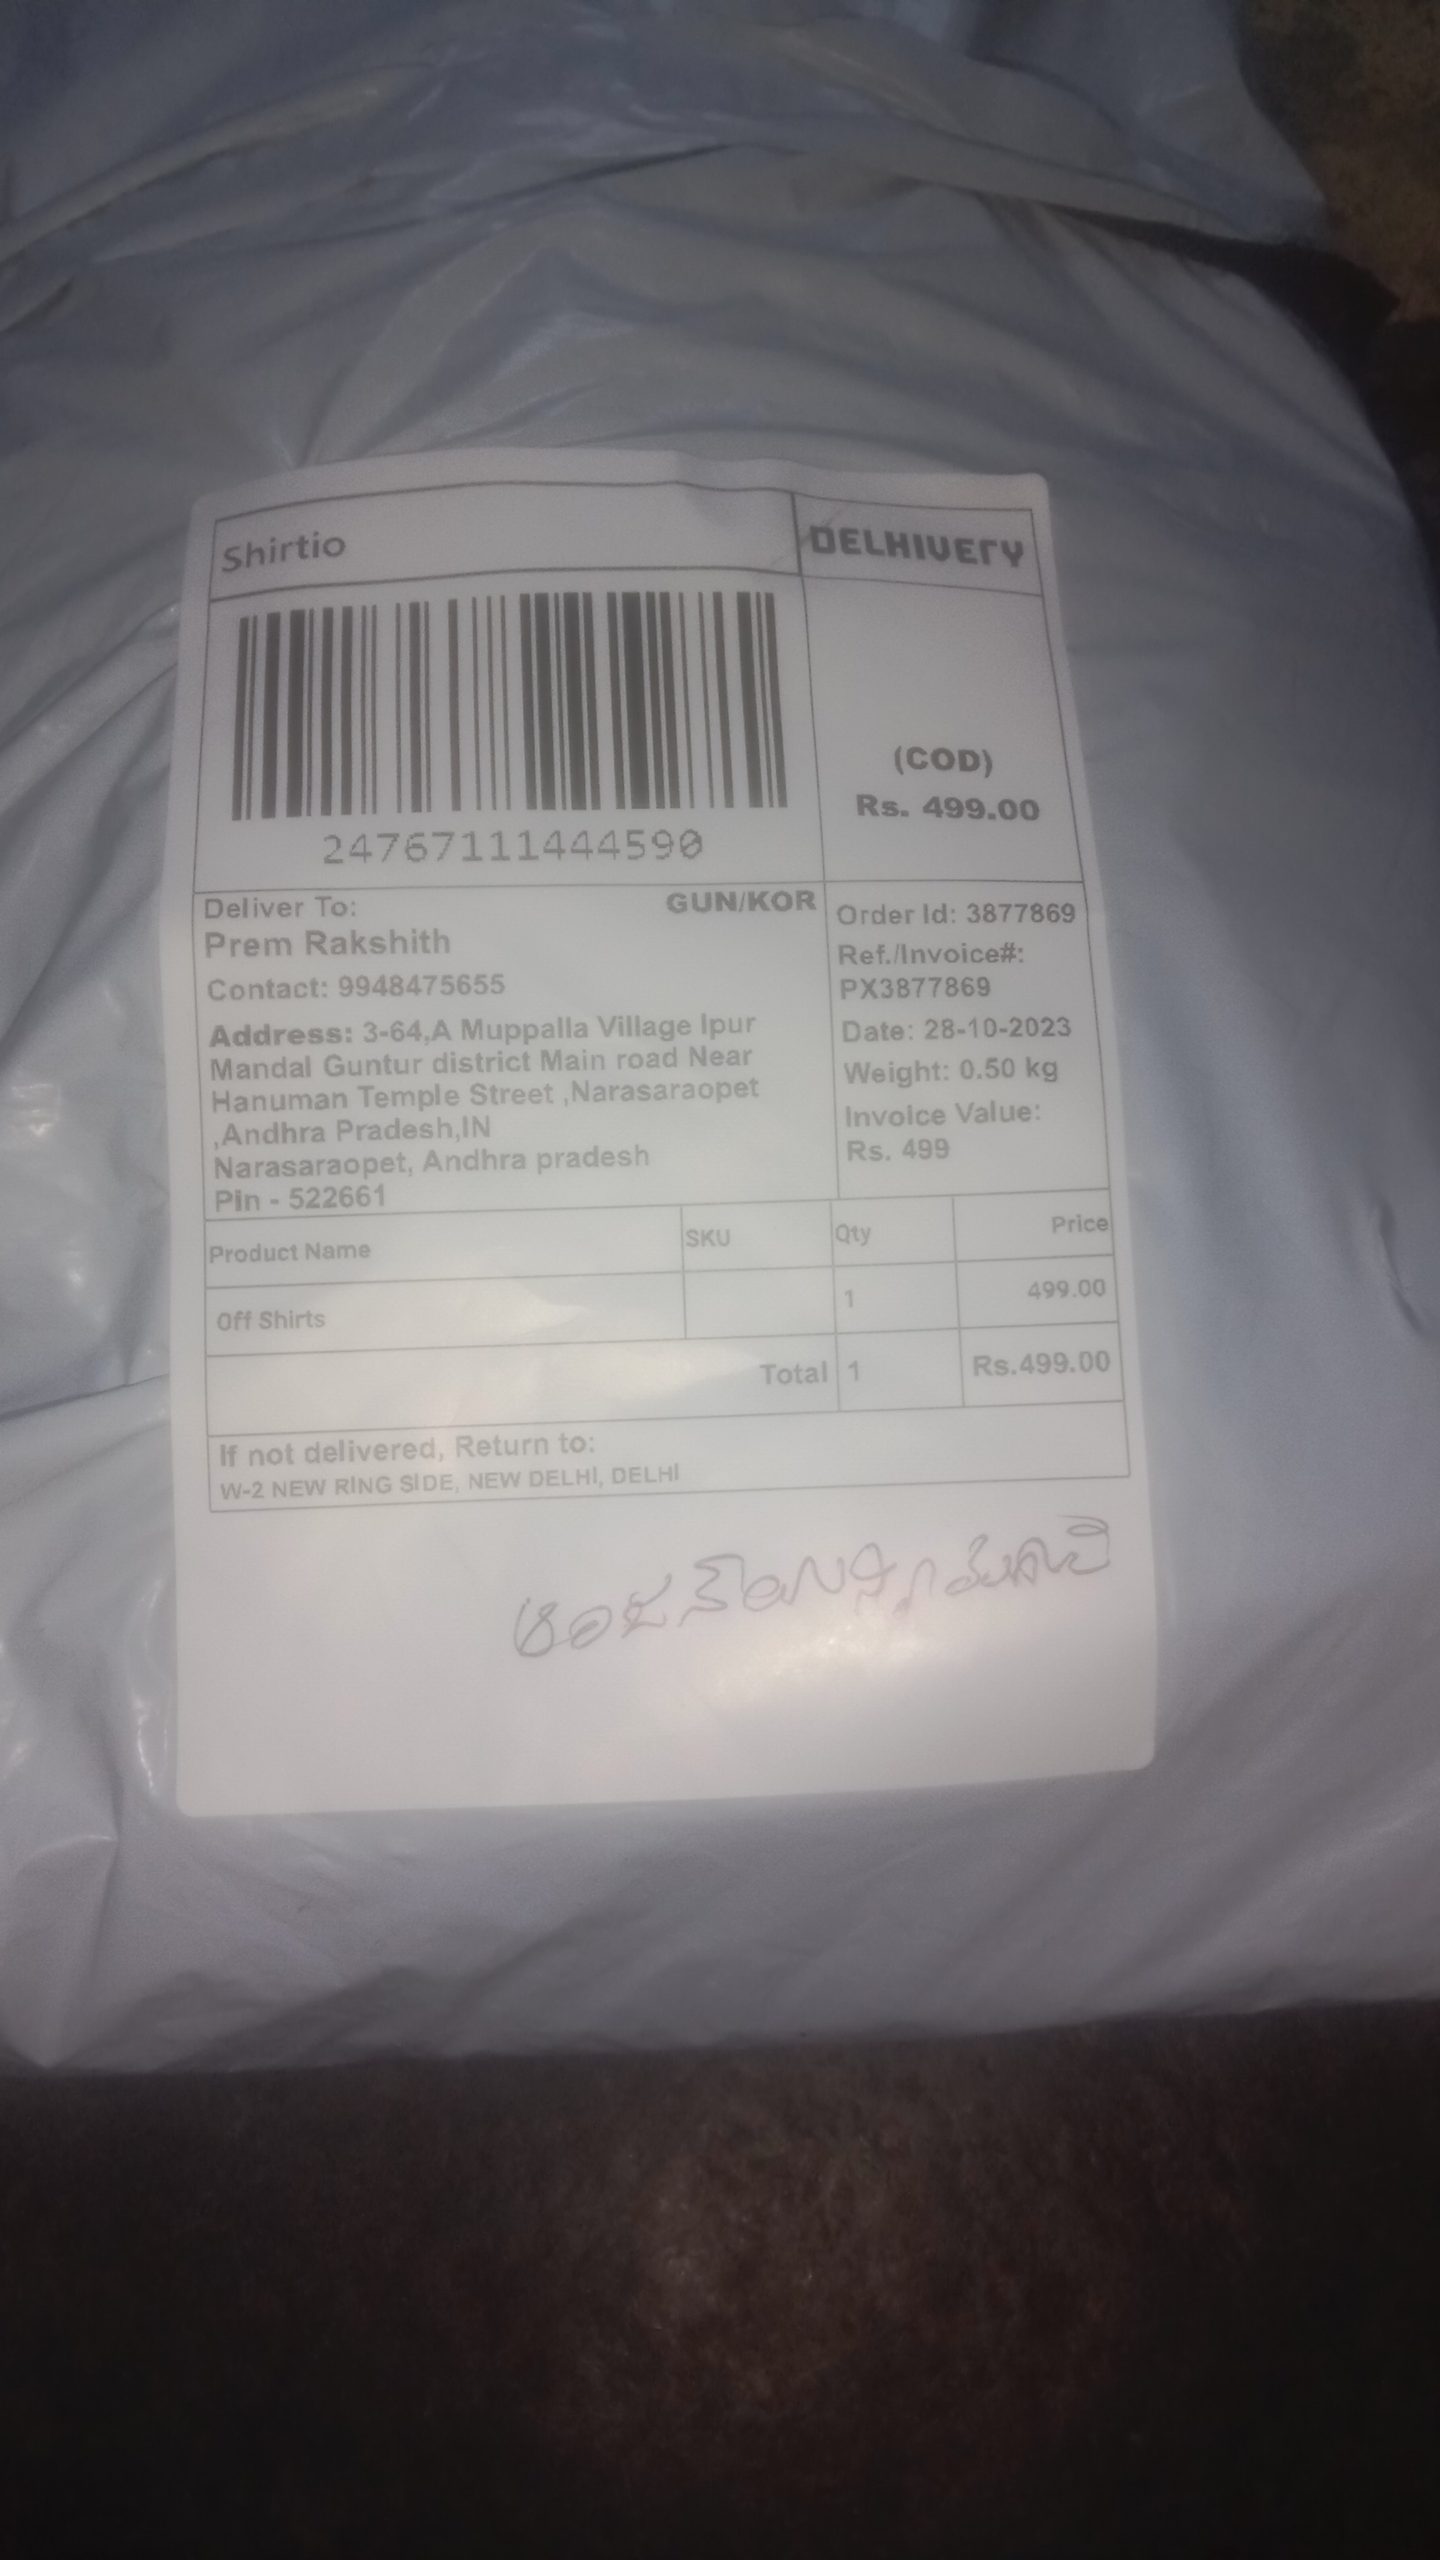 Shirtio
DELHIVERY
24767111444590
(COD)
Rs. 499.00
Deliver To:
GUN/KOR
Prem Rakshith
Contact: 9948475655
Address: 3-64,A Muppalla Village Ipur
Mandal Guntur district Main road Near
Hanuman Temple Street ,Narasaraopet
,Andhra Pradesh,IN
Narasaraopet, Andhra pradesh
Pin - 522661
Order Id: 3877869
Ref./Invoice#:
PX3877869
Date: 28-10-2023
Weight: 0.50 kg
Invoice Value:
Rs. 499
Product Name SKU Qty Price
Off Shirts 1 499.00
Total 1 Rs.499.00
If not delivered, Return to:
W-2 NEW RING SIDE, NEW DELHI, DELHI